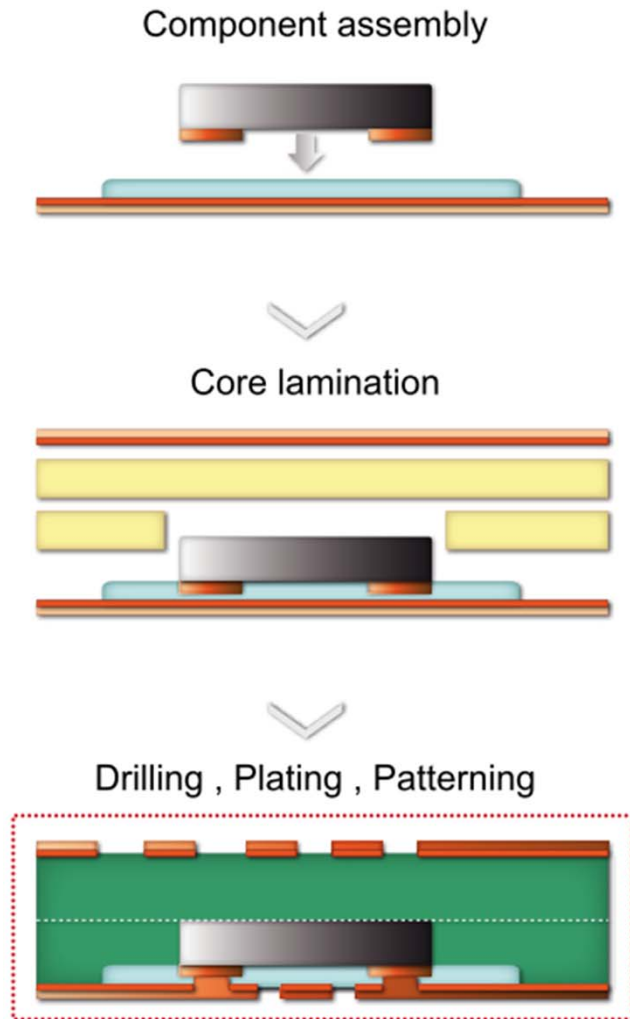 Component assembly
Core lamination
Drilling , Plating , Patterning